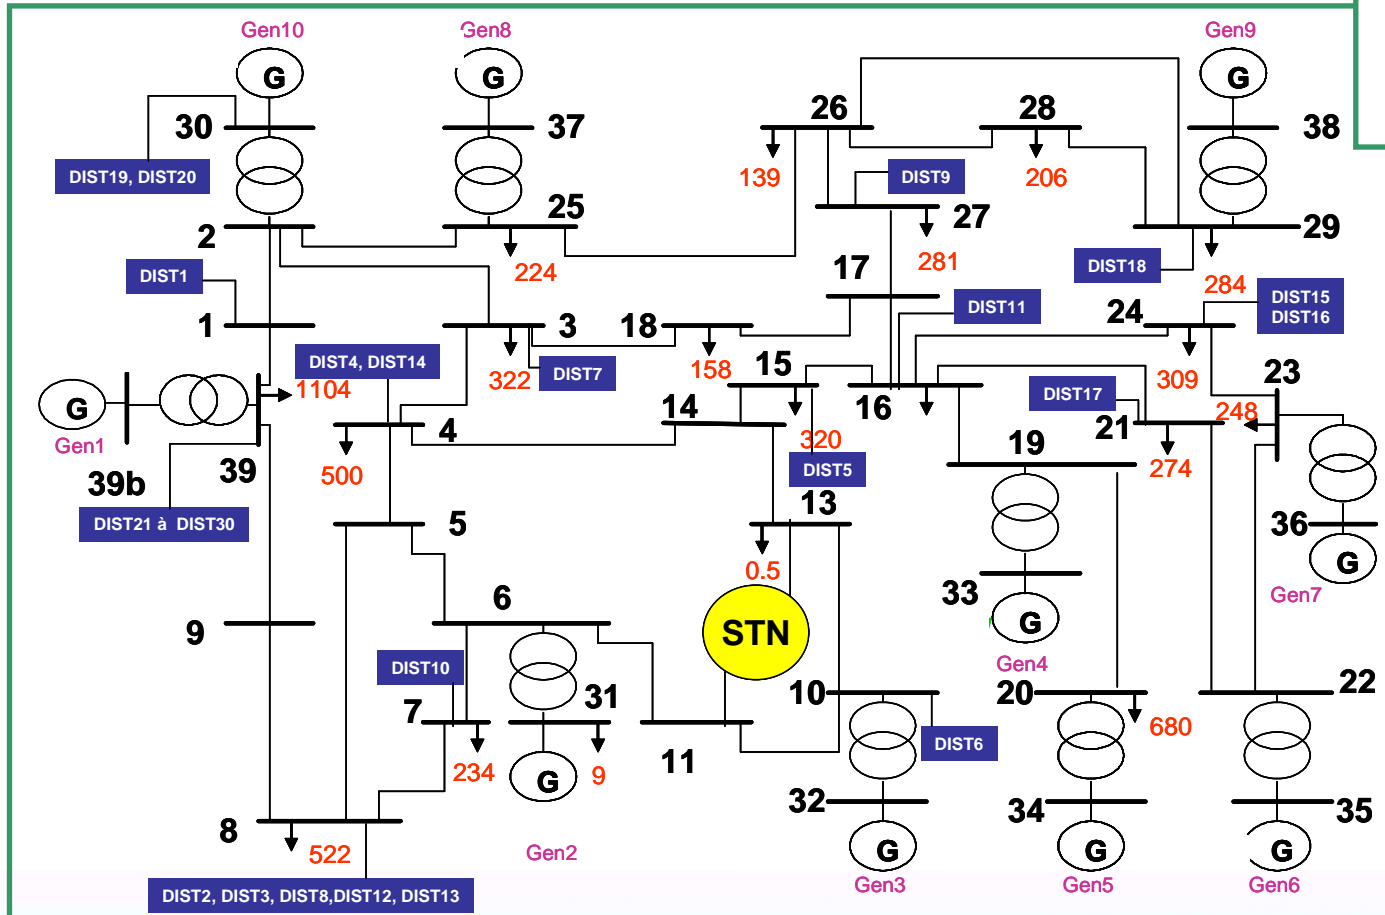 Gen10
Gen8
Gen9
G
G
G
30
37
26
28
38
DIST19, DIST20
139
DIST9
206
2
25
27
29
224
281
DIST18
284
DIST1
17
DIST15
DIST16
DIST11
24
1
3
18
DIST4, DIST14
1104
322
DIST7
158
15
16
309
23
G
Gen1
39b
39
4
14
DIST17
21
248
500
320
DIST5
19
274
DIST21 à DIST30
5
13
36
0.5
G
Gen7
33
G
Gen4
9
6
STN
DIST10
7
31
10
20
22
234
G
9
11
DIST6
680
32
34
35
8
522
Gen2
G
G
G
Gen3
Gen5
Gen6
DIST2, DIST3, DIST8,DIST12, DIST13